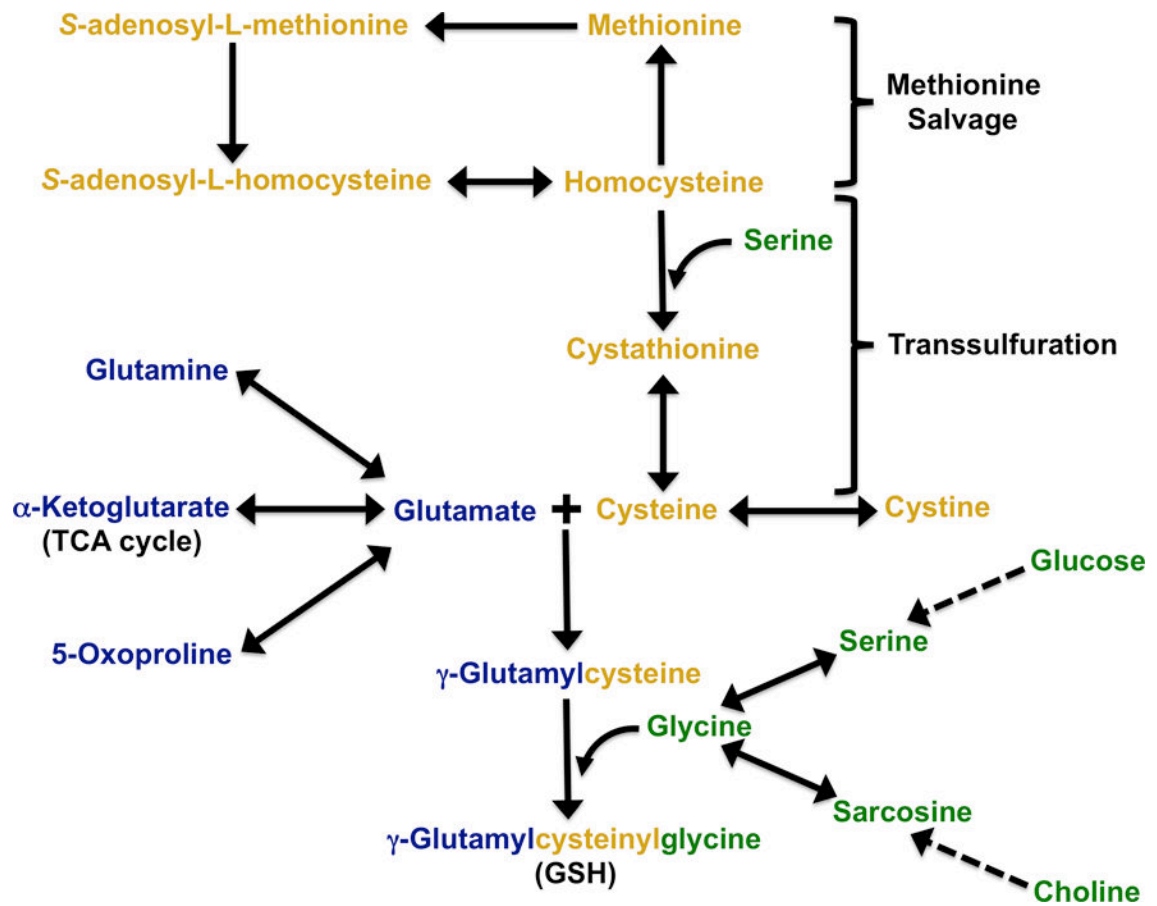 S-adenosyl-L-methionine
Methionine
Methionine
Salvage
S-adenosyl-L-homocysteine
Homocysteine
Serine
Cystathionine
Transsulfuration
Glutamine
α-Ketoglutarate
(TCA cycle)
Glutamate + Cysteine
Cystine
Glucose
5-Oxoproline
Serine
γ-Glutamylcysteine
Glycine
Sarcosine
γ-Glutamylcysteinylglycine
(GSH)
Choline